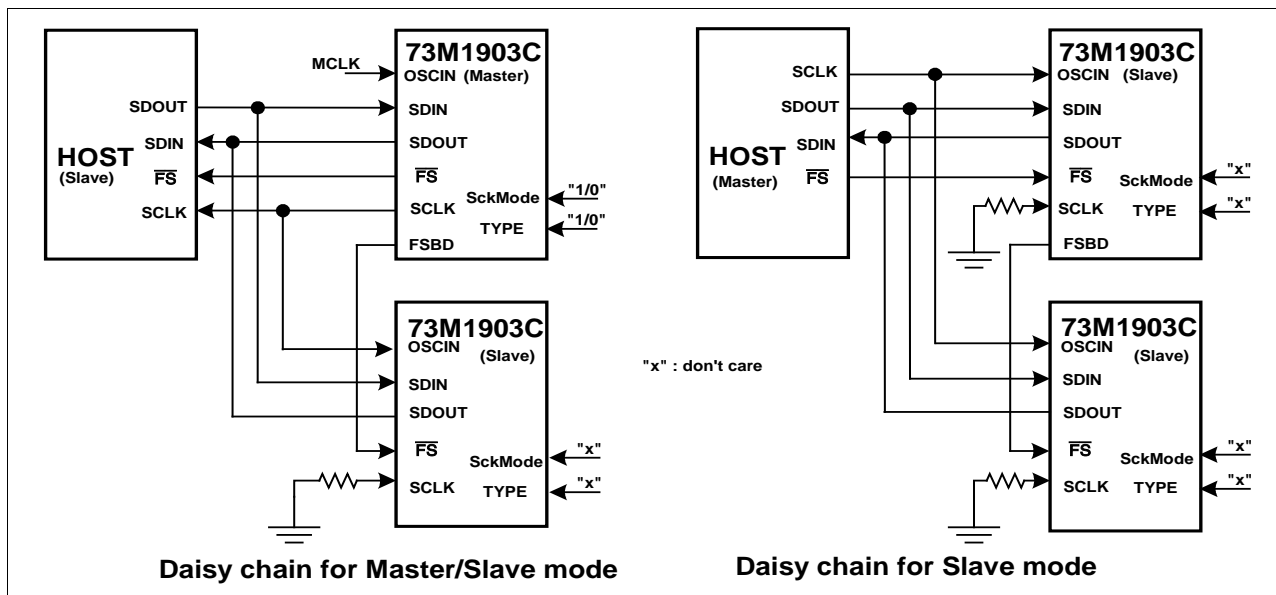 HOST
(Slave)
SDOUT
SDIN
FS
SCLK
MCLK
73M1903C
OSCIN (Master)
SDIN
SDOUT
FS
SckMode "1/0"
SCLK
TYPE "1/0"
FSBD
73M1903C
OSCIN
(Slave)
SDIN
SDOUT
FS
SckMode "x"
SCLK
TYPE "x"
Daisy chain for Master/Slave mode
"x" : don't care
SCLK
SDOUT
SDIN
HOST
(Master)
FS
73M1903C
OSCIN (Slave)
SDIN
SDOUT
FS
SckMode "x"
SCLK
TYPE "x"
FSBD
73M1903C
OSCIN
(Slave)
SDIN
SDOUT
FS
SckMode "x"
SCLK
TYPE "x"
Daisy chain for Slave mode